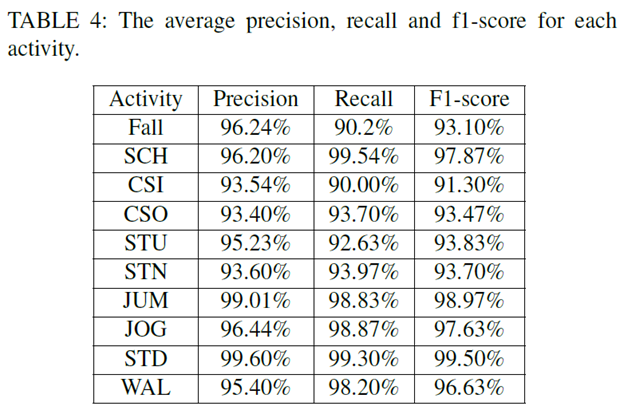 TABLE 4: The average precision, recall and f1-score for each
activity.
Activity Precision Recall F1-score
Fall 96.24% 90.2% 93.10%
SCH 96.20% 99.54% 97.87%
CSI 93.54% 90.00% 91.30%
CSO 93.40% 93.70% 93.47%
STU 95.23% 92.63% 93.83%
STN 93.60% 93.97% 93.70%
JUM 99.01% 98.83% 98.97%
JOG 96.44% 98.87% 97.63%
STD 99.60% 99.30% 99.50%
WAL 95.40% 98.20% 96.63%